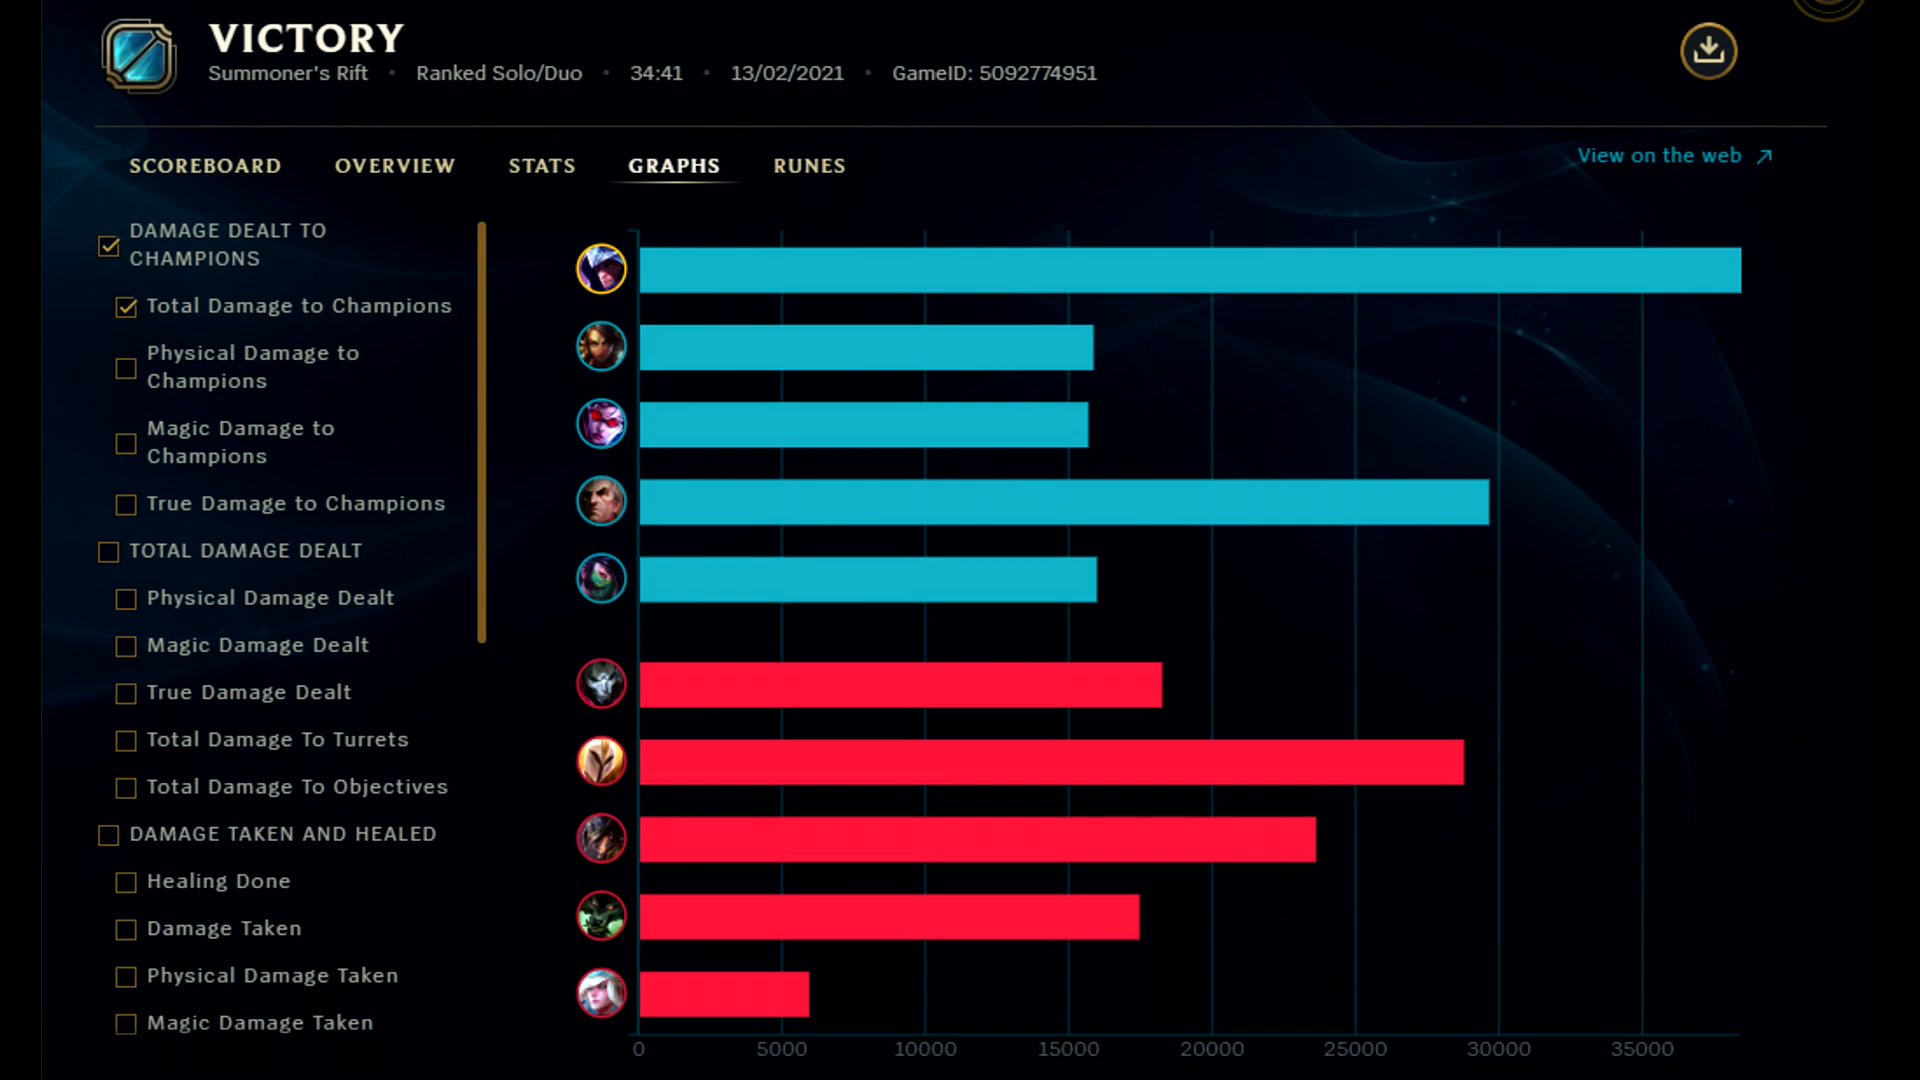 VICTORY
Summoner's Rift • Ranked Solo/Duo • 34:41 • 13/02/2021 • GameID: 5092774951
SCOREBOARD OVERVIEW STATS GRAPHS RUNES
View on the web
DAMAGE DEALT TO
CHAMPIONS
Total Damage to Champions
Physical Damage to
Champions
Magic Damage to
Champions
True Damage to Champions
TOTAL DAMAGE DEALT
Physical Damage Dealt
Magic Damage Dealt
True Damage Dealt
Total Damage To Turrets
Total Damage To Objectives
DAMAGE TAKEN AND HEALED
Healing Done
Damage Taken
Physical Damage Taken
Magic Damage Taken
0 5000 10000 15000 20000 25000 30000 35000